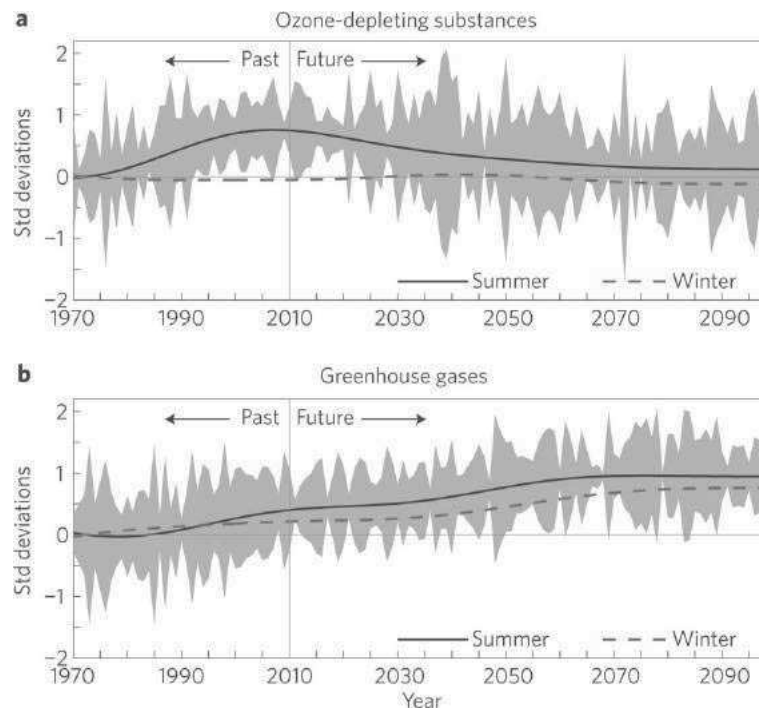 a Ozone-depleting substances
2
← Past Future →
1
0
−1
−2
Std deviations
Summer Winter
1970 1990 2010 2030 2050 2070 2090
b Greenhouse gases
2
← Past Future →
1
0
−1
−2
Std deviations
Summer Winter
1970 1990 2010 2030 2050 2070 2090
Year